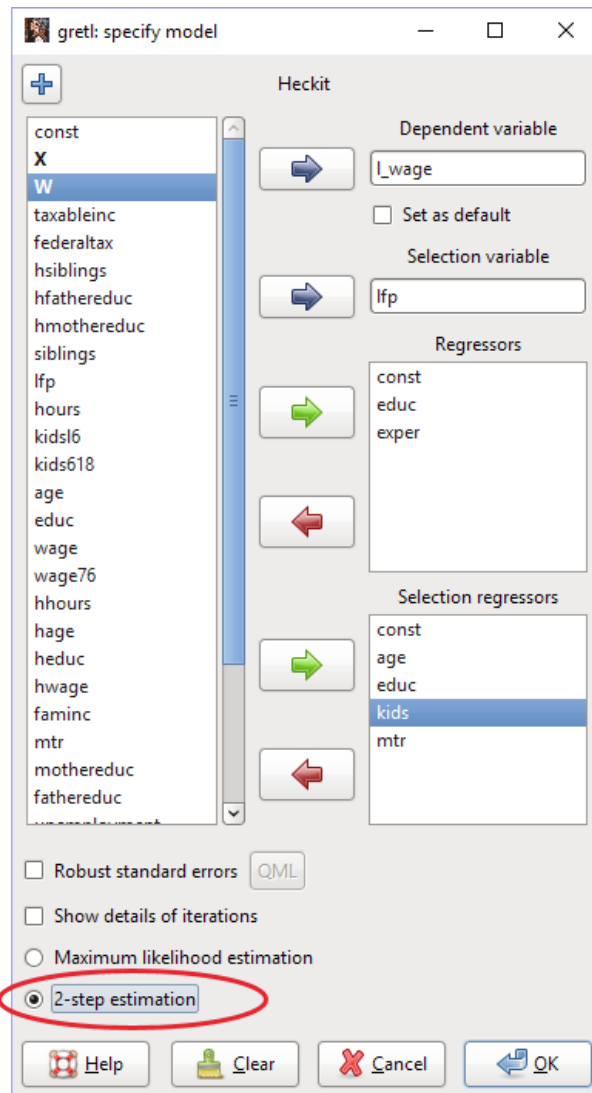 gretl: specify model
Heckit
const
X
W
taxableinc
federaltax
hsiblings
hfathereduc
hmothereduc
siblings
lfp
hours
kidsl6
kids618
age
educ
wage
wage76
hhours
hage
heduc
hwage
faminc
mtr
mothereduc
fathereduc
unemployment
Dependent variable
l_wage
Set as default
Selection variable
lfp
Regressors
const
educ
exper
Selection regressors
const
age
educ
kids
mtr
Robust standard errors
QML
Show details of iterations
Maximum likelihood estimation
2-step estimation
Help
Clear
Cancel
OK